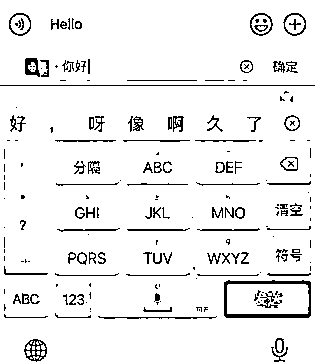 Hello
你好 确定
好 , 呀 像 啊 久 了
分隔 ABC DEF
? GHI JKL MNO 清空
PQRS TUV WXYZ 符号
ABC 123